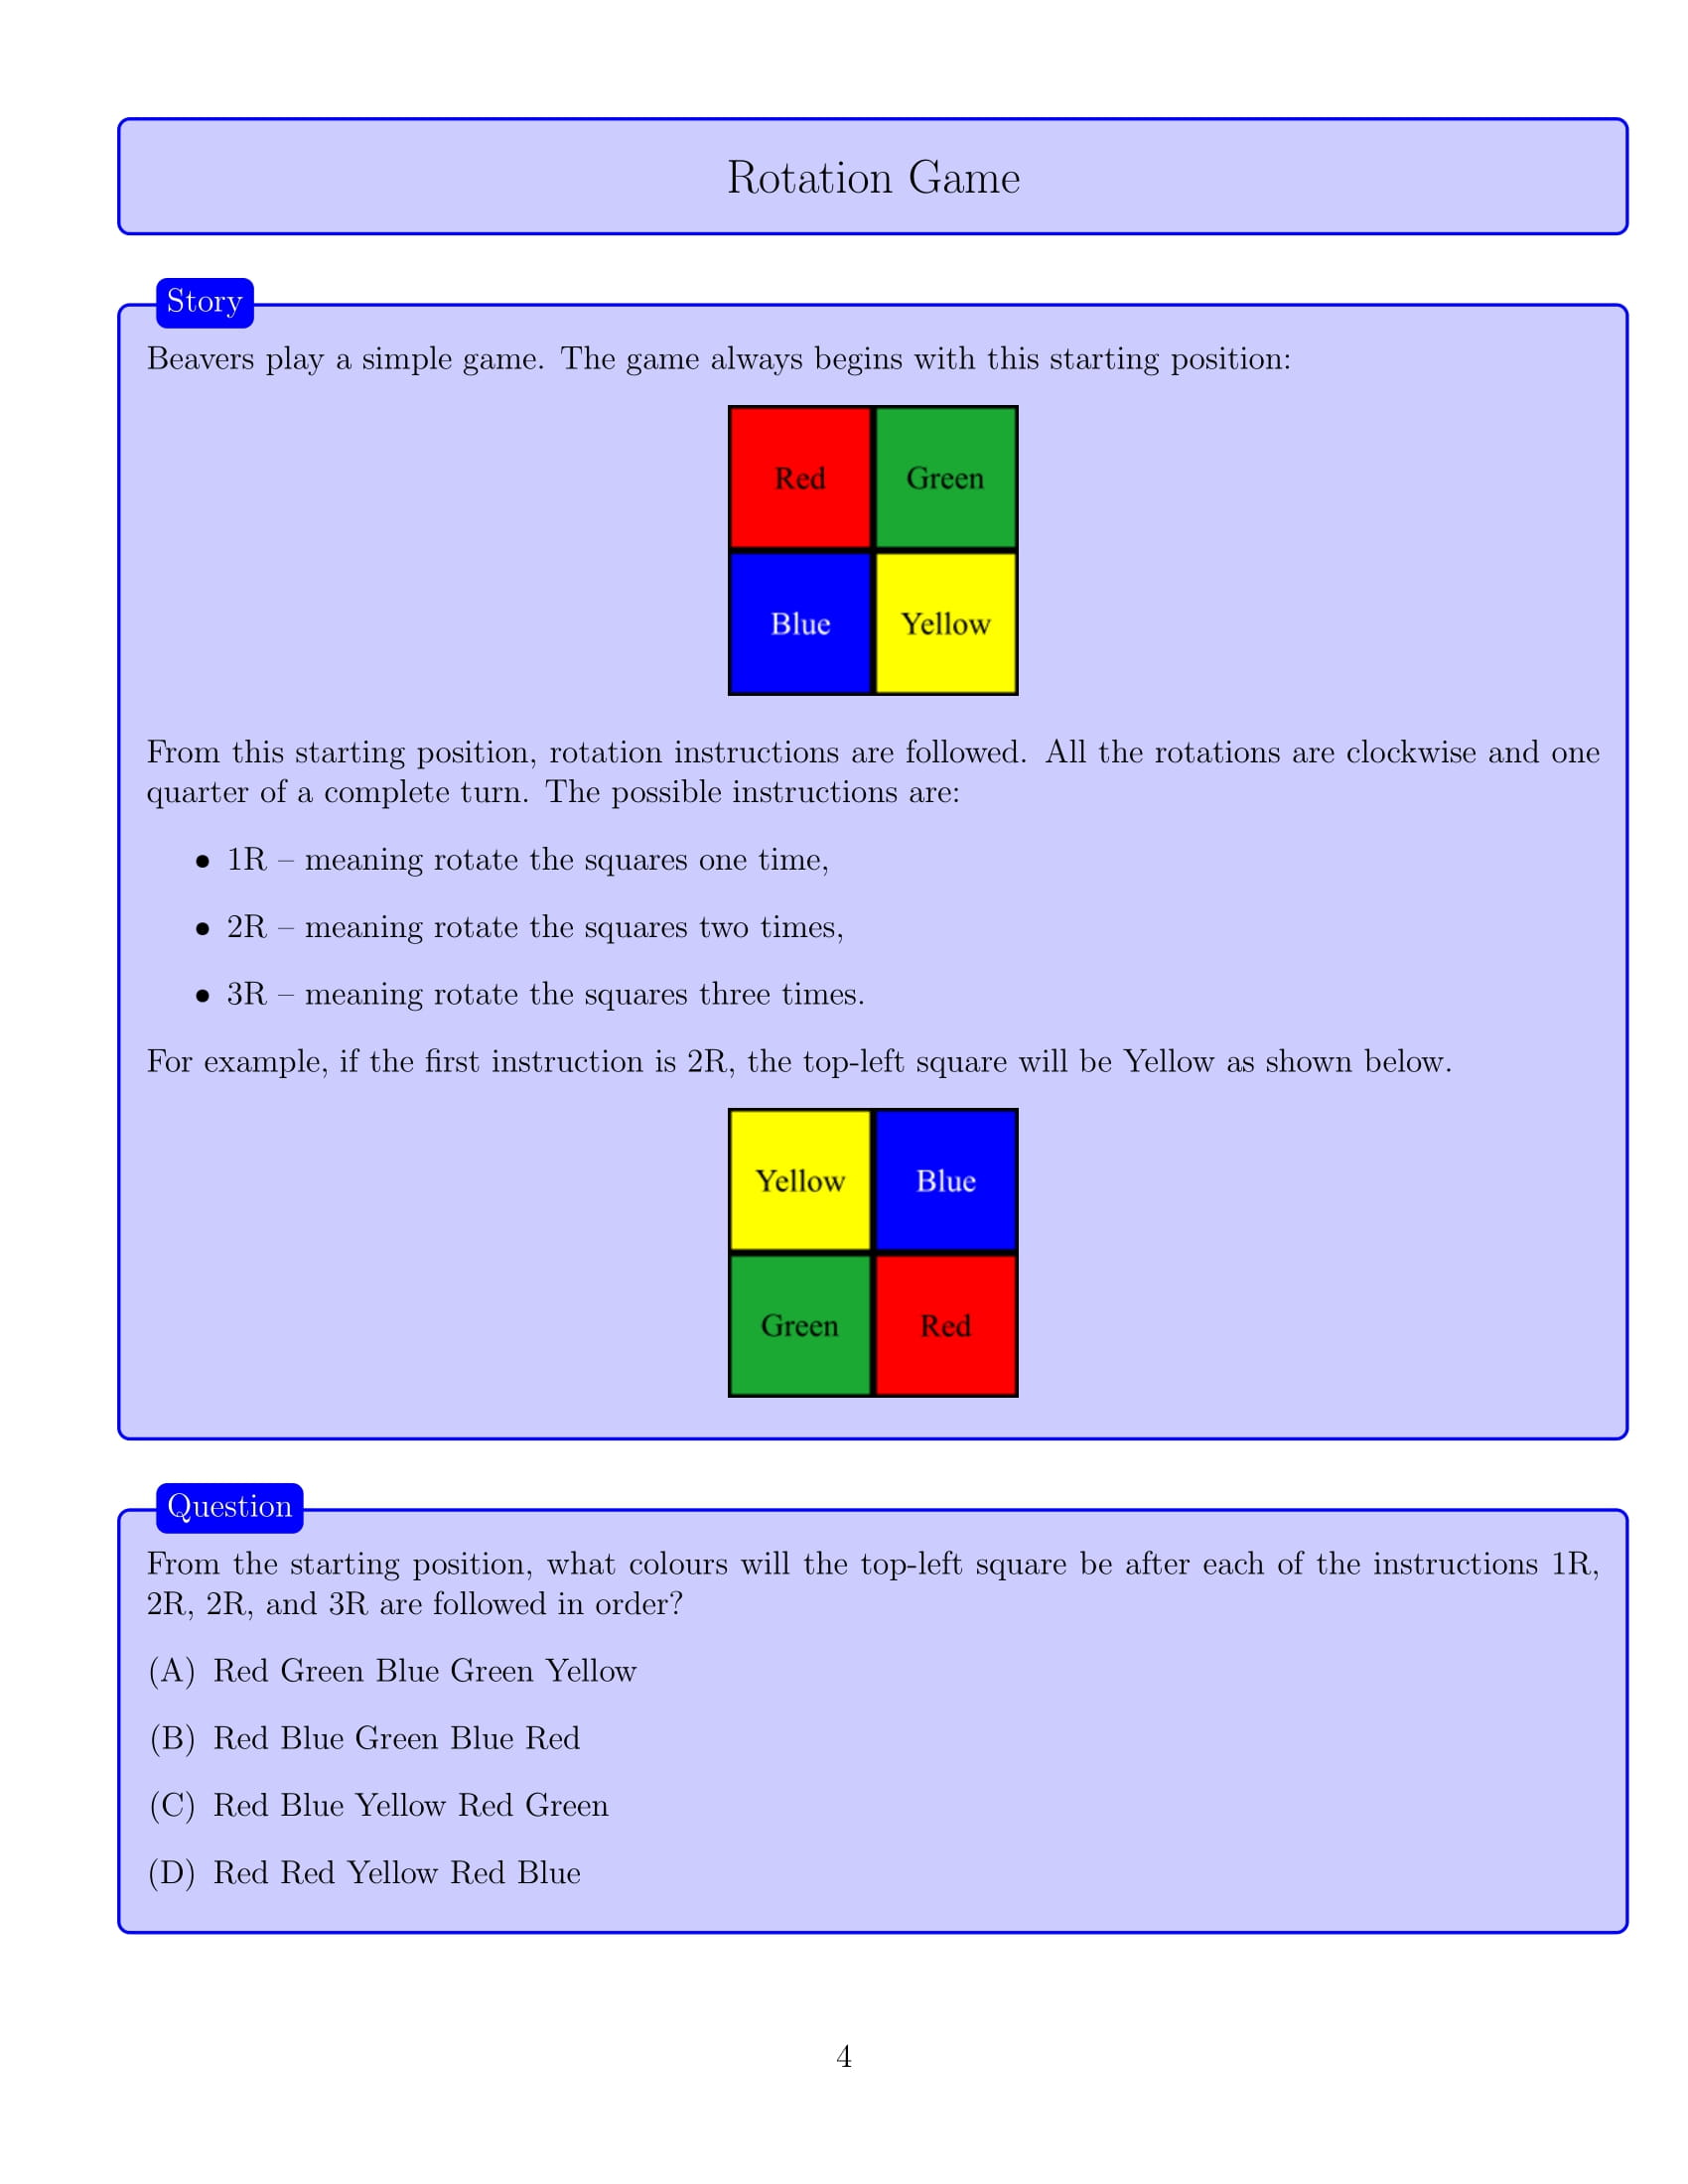 Rotation Game
Story
Beavers play a simple game. The game always begins with this starting position:
Red Green
Blue Yellow
From this starting position, rotation instructions are followed. All the rotations are clockwise and one
quarter of a complete turn. The possible instructions are:
• 1R – meaning rotate the squares one time,
• 2R – meaning rotate the squares two times,
• 3R – meaning rotate the squares three times.
For example, if the first instruction is 2R, the top-left square will be Yellow as shown below.
Yellow Blue
Green Red
Question
From the starting position, what colours will the top-left square be after each of the instructions 1R,
2R, 2R, and 3R are followed in order?
(A) Red Green Blue Green Yellow
(B) Red Blue Green Blue Red
(C) Red Blue Yellow Red Green
(D) Red Red Yellow Red Blue
4